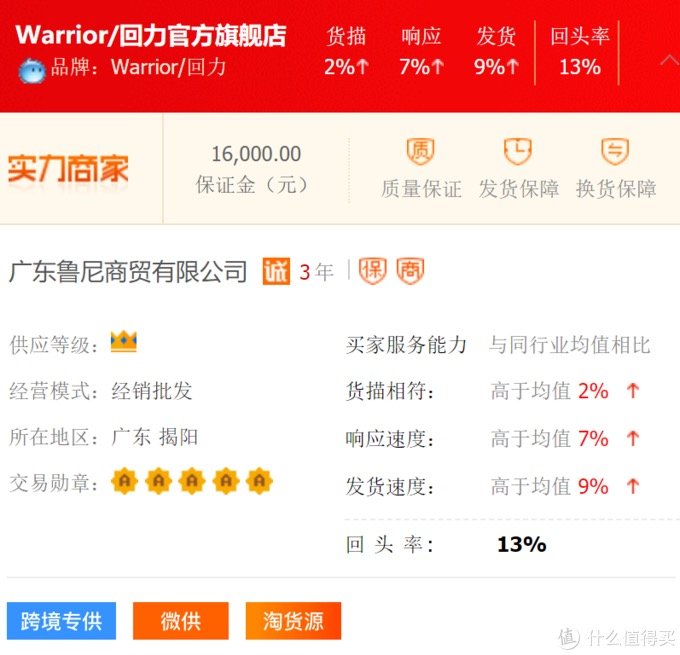 Warrior/回力官方旗舰店 货描 响应 发货 回头率
品牌：Warrior/回力 2%↑ 7%↑ 9%↑ 13%
实力商家
16,000.00
保证金（元）
质 质量保证 发货保障 换货保障
广东鲁尼商贸有限公司 诚 3年 保 商
供应等级：
经营模式：经销批发
所在地区：广东 揭阳
交易勋章：A A A A A
买家服务能力 与同行业均值相比
货描相符：高于均值 2% ↑
响应速度：高于均值 7% ↑
发货速度：高于均值 9% ↑
回 头 率：13%
跨境专供 微供 淘货源
值 什么值得买